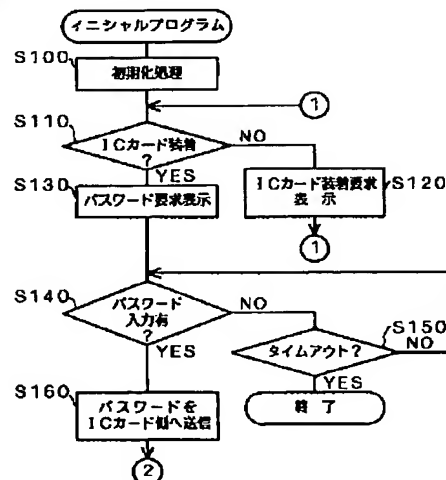 イニシャルプログラム
S100
初期化処理
1
S110
ICカード装着
?
NO
YES
S130
パスワード要求表示
ICカード装着要求
表示
S120
1
S140
パスワード
入力有
?
NO
YES
S150
タイムアウト?
NO
YES
終了
S160
パスワードを
ICカード側へ送信
2